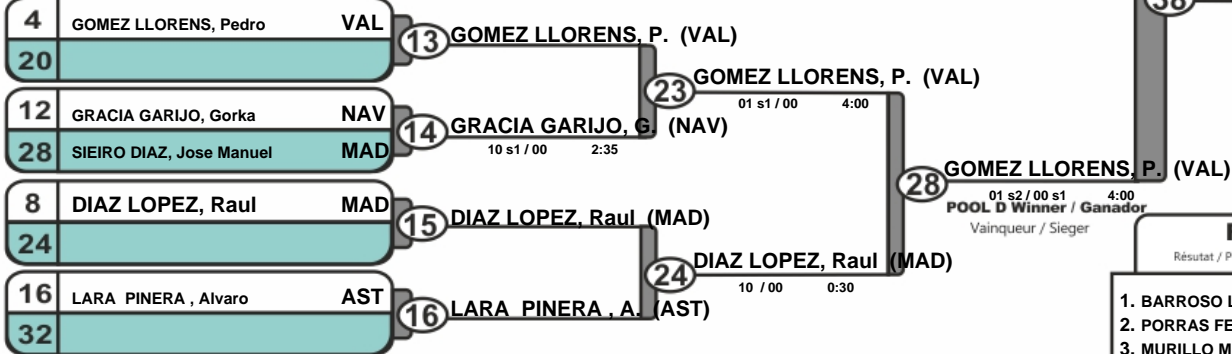 38
4 GOMEZ LLORENS, Pedro VAL
20
13 GOMEZ LLORENS, P. (VAL)
12 GRACIA GARIJO, Gorka NAV
28 SIEIRO DIAZ, Jose Manuel MAD
14 GRACIA GARIJO, G. (NAV)
10 s1 / 00 2:35
23 GOMEZ LLORENS, P. (VAL)
01 s1 / 00 4:00
8 DIAZ LOPEZ, Raul MAD
24
15 DIAZ LOPEZ, Raul (MAD)
16 LARA PINERA , Alvaro AST
32
16 LARA PINERA , A. (AST)
24 DIAZ LOPEZ, Raul (MAD)
10 / 00 0:30
28 GOMEZ LLORENS, P. (VAL)
01 s2 / 00 s1 4:00
POOL D Winner / Ganador
Vainqueur / Sieger
Résutat / P
1. BARROSO
2. PORRAS FE
3. MURILLO M